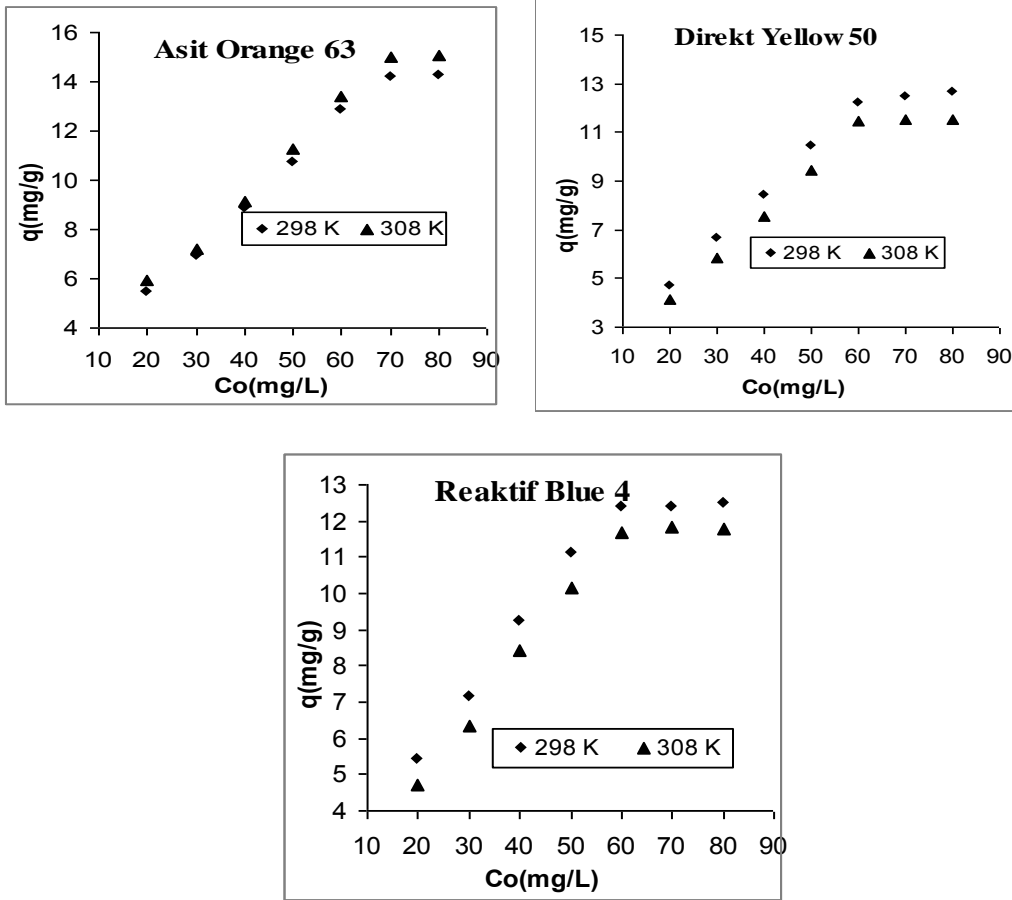 Asit Orange 63
16
14
12
10
8
6
4
q(mg/g)
298 K 308 K
10 20 30 40 50 60 70 80 90
Co(mg/L)
Direkt Yellow 50
15
13
11
9
7
5
3
q(mg/g)
298 K 308 K
10 20 30 40 50 60 70 80 90
Co(mg/L)
Reaktif Blue 4
13
12
11
10
9
8
7
6
5
4
q(mg/g)
298 K 308 K
10 20 30 40 50 60 70 80 90
Co(mg/L)